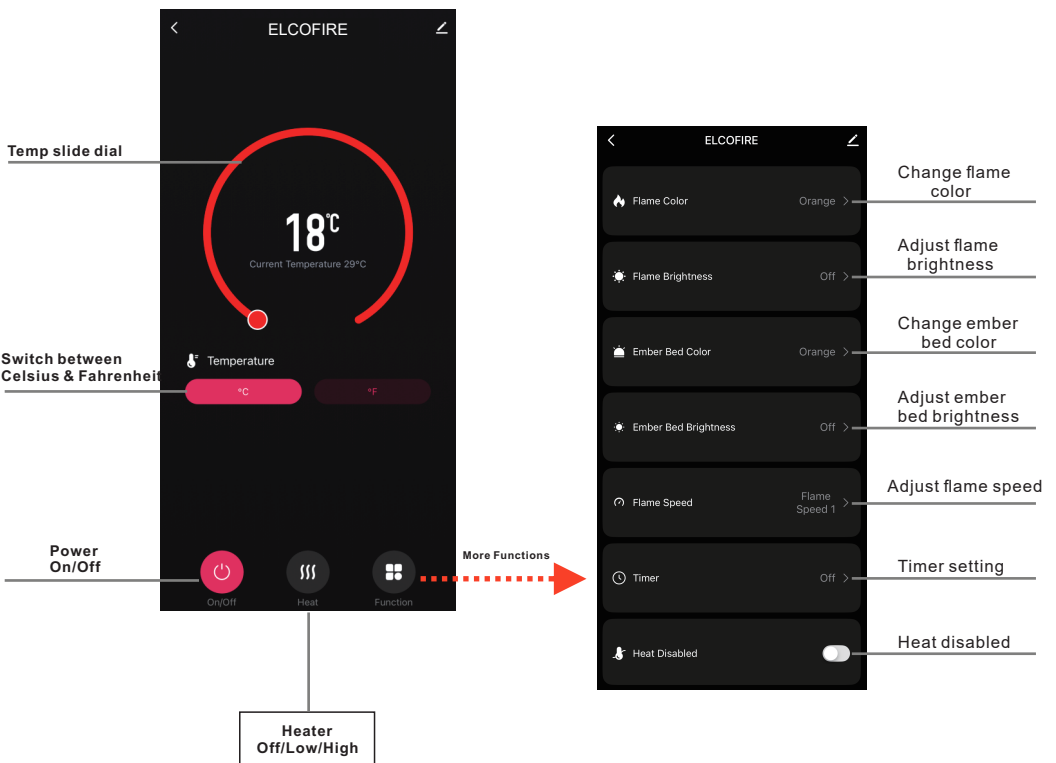 ELCOFIRE
Temp slide dial
18°C
Current Temperature 29°C
Switch between
Celsius & Fahrenheit
Temperature
°C
°F
Power
On/Off
On/Off
Heat
Function
More Functions
Heater
Off/Low/High
ELCOFIRE
Flame Color
Orange
Change flame
color
Flame Brightness
Off
Adjust flame
brightness
Ember Bed Color
Orange
Change ember
bed color
Ember Bed Brightness
Off
Adjust ember
bed brightness
Flame Speed
Flame
Speed 1
Adjust flame speed
Timer
Off
Timer setting
Heat Disabled
Heat disabled